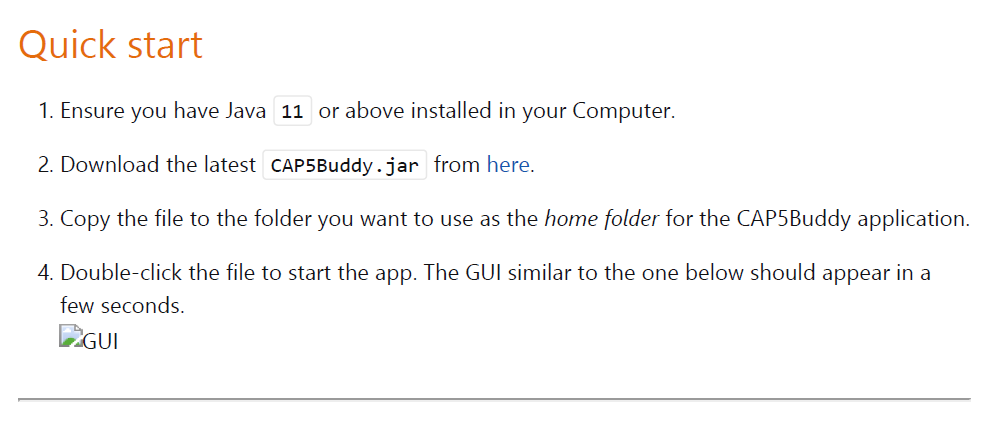 Quick start
1. Ensure you have Java 11 or above installed in your Computer.
2. Download the latest CAP5Buddy.jar from here.
3. Copy the file to the folder you want to use as the home folder for the CAP5Buddy application.
4. Double-click the file to start the app. The GUI similar to the one below should appear in a
few seconds.
GUI